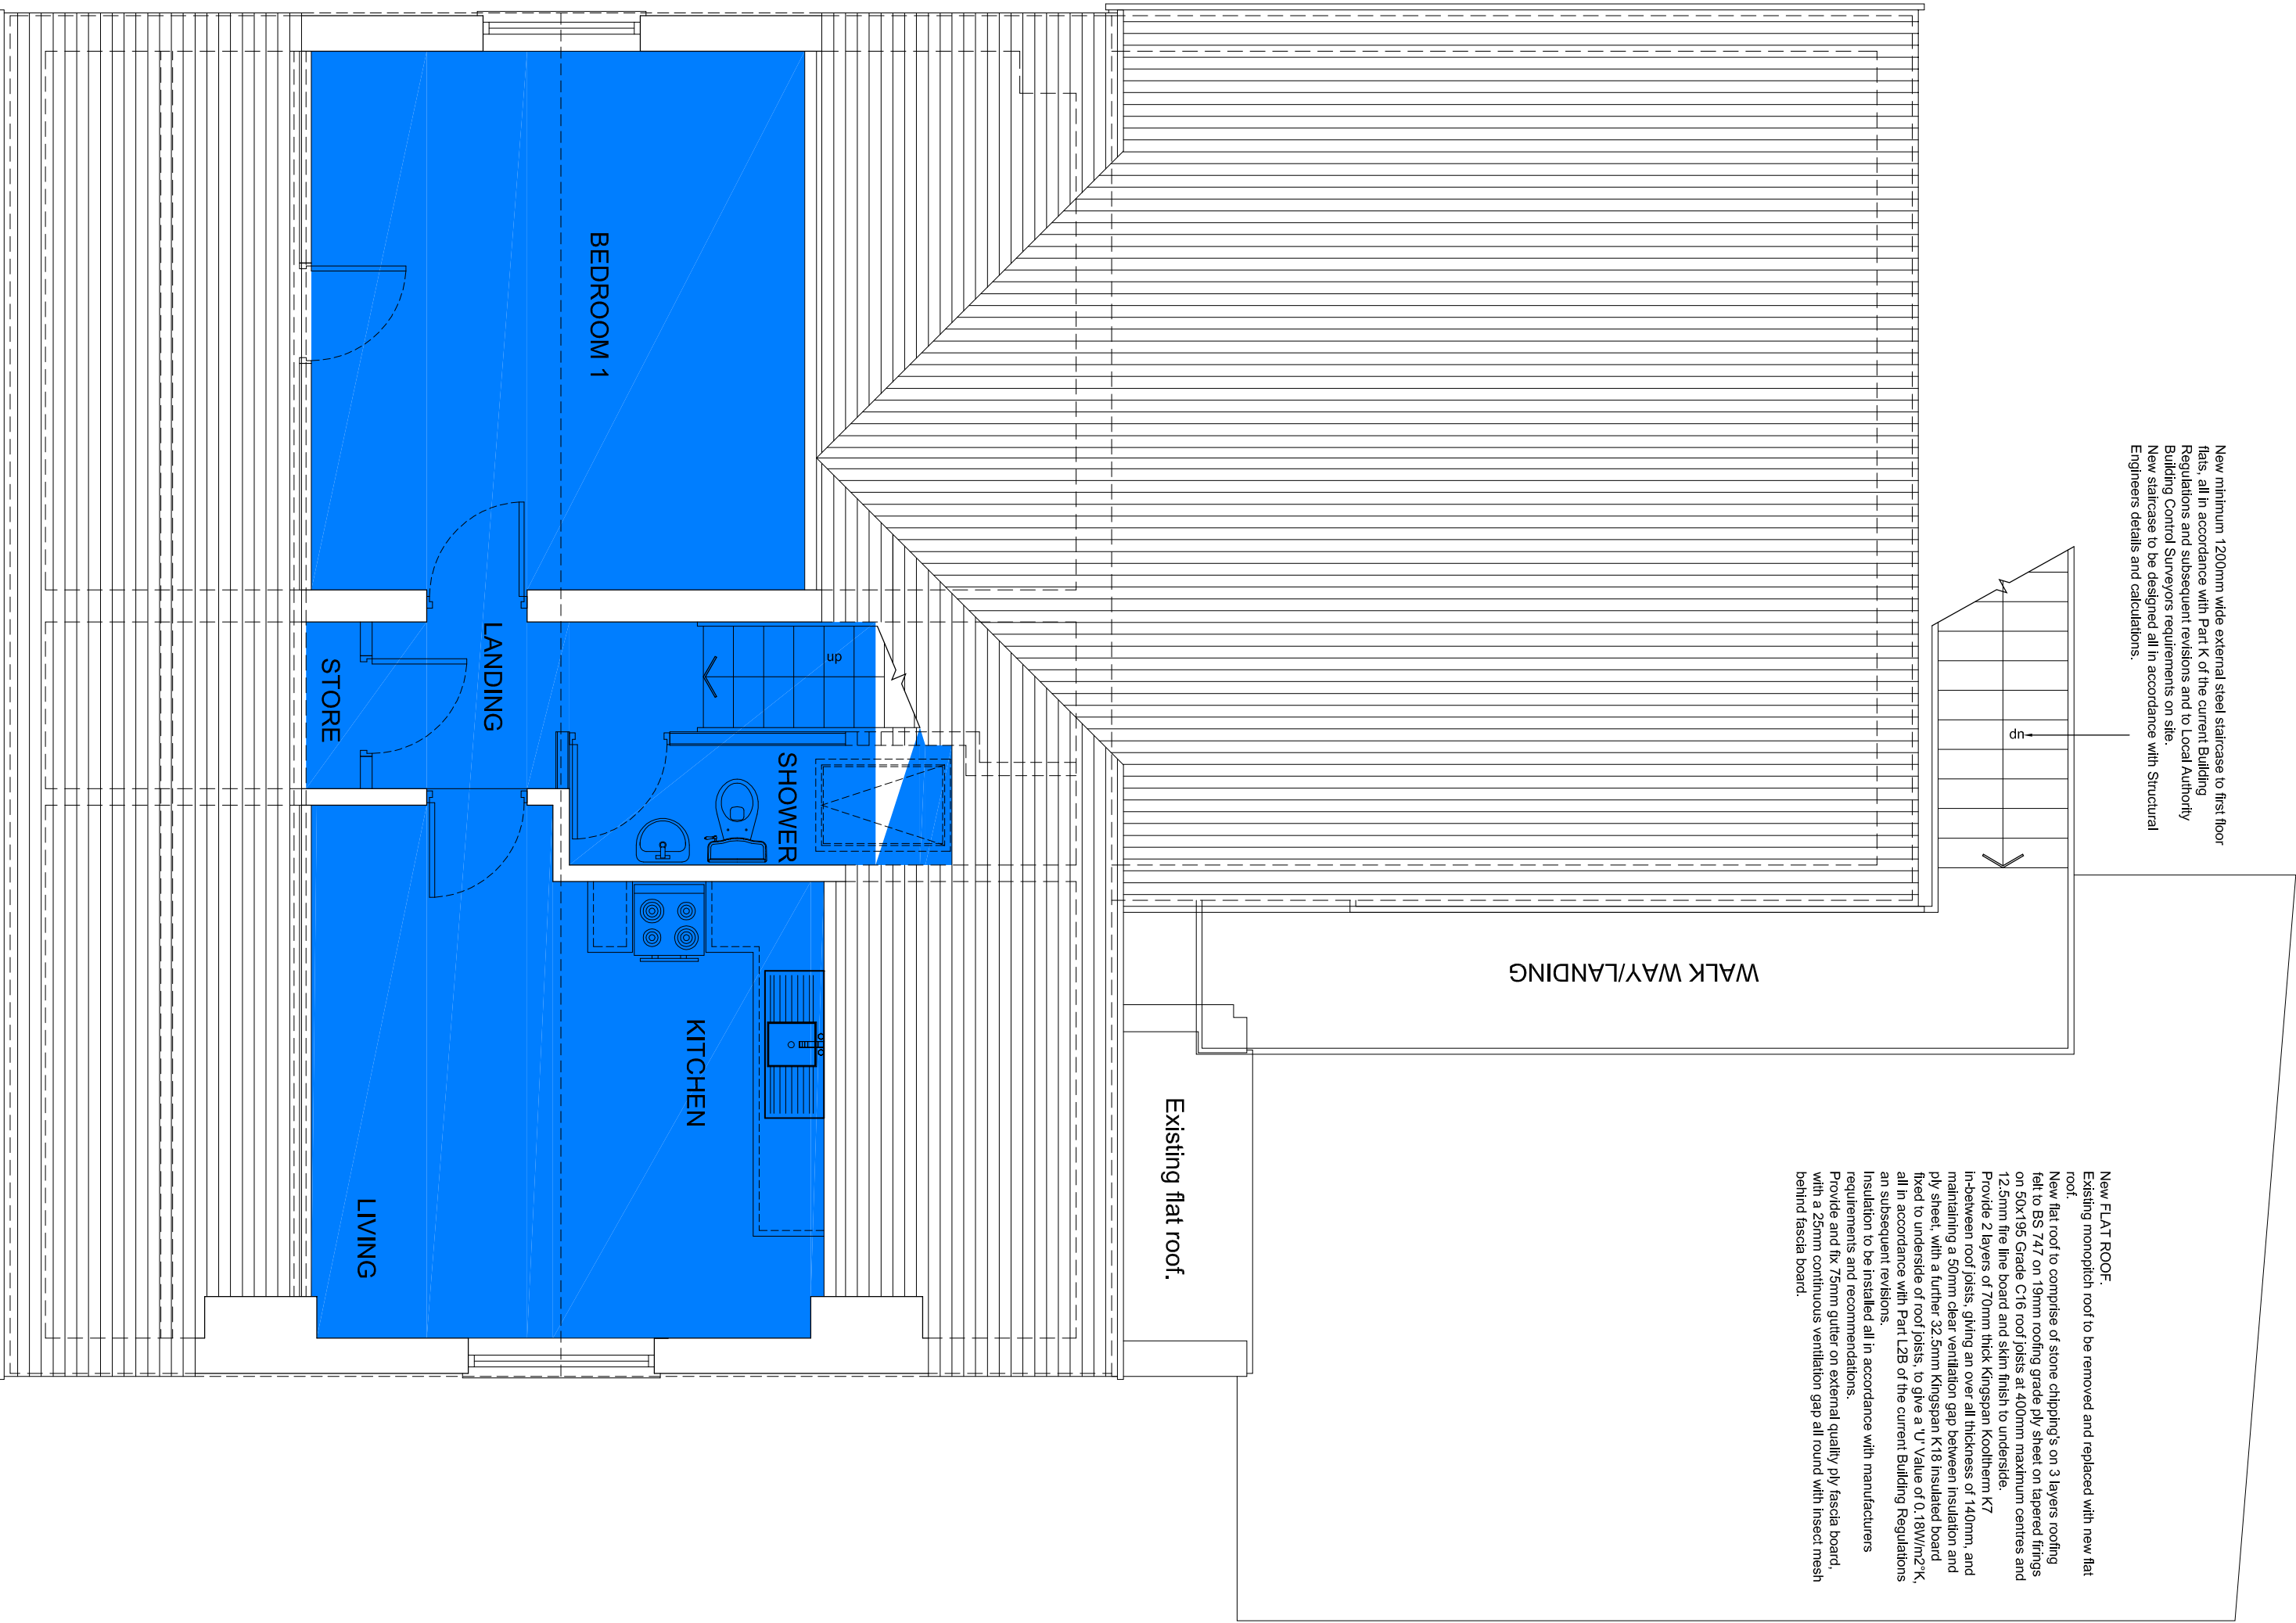 New minimum 1200mm wide external steel staircase to first floor
flats, all in accordance with Part K of the current Building
Regulations and subsequent revisions and to Local Authority
Building Control Surveyors requirements on site.
New staircase to be designed all in accordance with Structural
Engineers details and calculations.
dn
New FLAT ROOF.
Existing monopitch roof to be removed and replaced with new flat
roof.
New flat roof to comprise of stone chipping's on 3 layers roofing
felt to BS 747 on 19mm roofing grade ply sheet on tapered firings
on 50x195 Grade C16 roof joists at 400mm maximum centres and
12.5mm fire line board and skim finish to underside.
Provide 2 layers of 70mm thick Kingspan Kooltherm K7
in-between roof joists, giving an over all thickness of 140mm, and
maintaining a 50mm clear ventilation gap between insulation and
ply sheet, with a further 32.5mm Kingspan K18 insulated board
fixed to underside of roof joists, to give a 'U' Value of 0.18W/m2°K,
all in accordance with Part L2B of the current Building Regulations
an subsequent revisions.
Insulation to be installed all in accordance with manufacturers
requirements and recommendations.
Provide and fix 75mm gutter on external quality ply fascia board,
with a 25mm continuous ventilation gap all round with insect mesh
behind fascia board.
WALK WAY/LANDING
Existing flat roof.
up
SHOWER
KITCHEN
BEDROOM 1
LANDING
LIVING
STORE